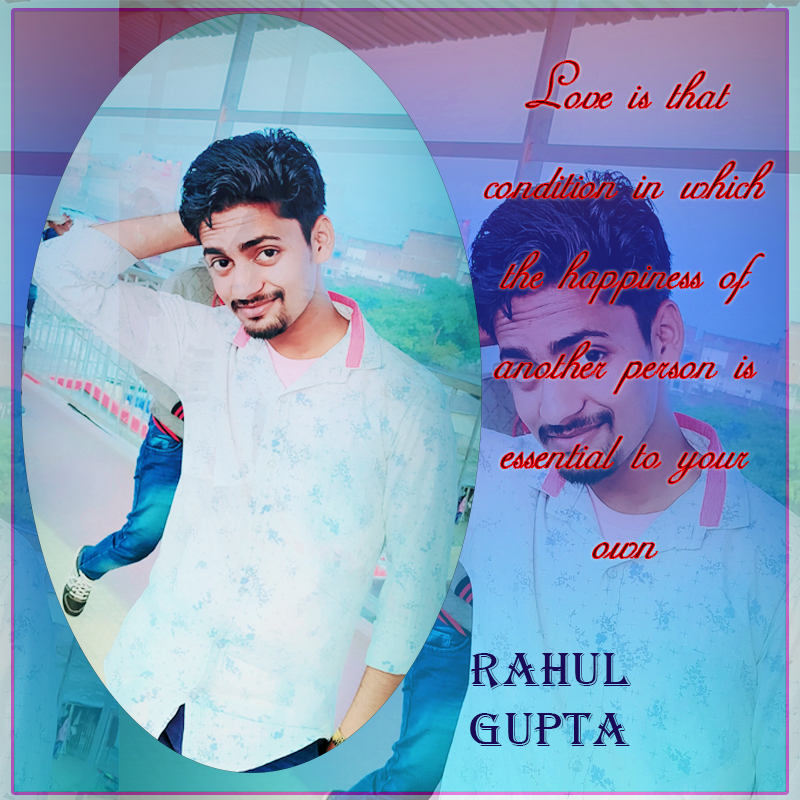 Love is that
condition in which
the happiness of
another person is
essential to your
own
RAHUL
GUPTA